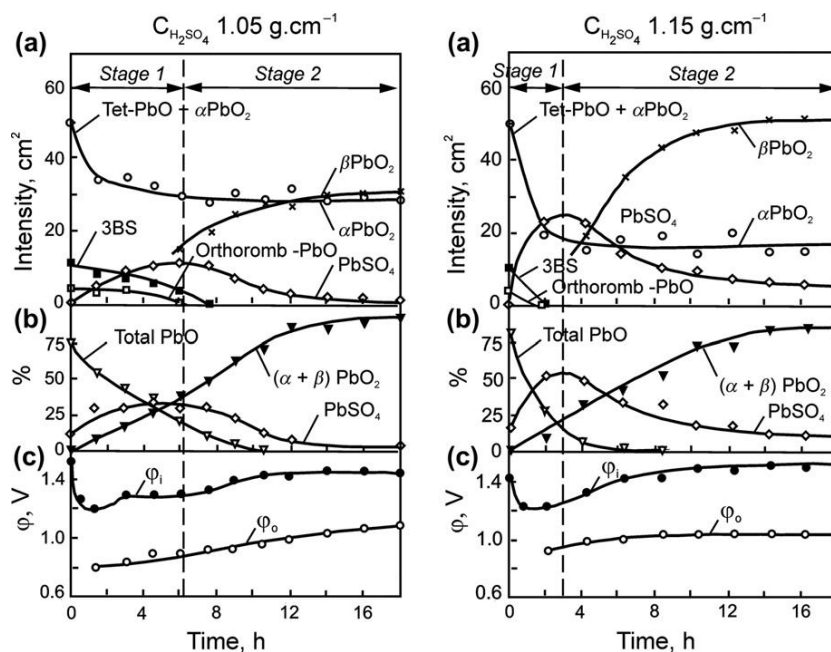 C_H₂SO₄ 1.05 g.cm⁻¹
(a)
60
40
20
0
Intensity, cm²
Stage 1
Stage 2
Tet-PbO + αPbO₂
3BS
Orthoromb -PbO
βPbO₂
αPbO₂
PbSO₄
(b)
75
50
25
0
%
Total PbO
(α + β) PbO₂
PbSO₄
(c)
1.4
1.0
0.6
φ, V
φᵢ
φₒ
0 4 8 12 16
Time, h
C_H₂SO₄ 1.15 g.cm⁻¹
(a)
60
40
20
0
Intensity, cm²
Stage 1
Stage 2
Tet-PbO + αPbO₂
βPbO₂
PbSO₄
αPbO₂
3BS
Orthoromb -PbO
(b)
75
50
25
0
%
Total PbO
(α + β) PbO₂
PbSO₄
(c)
1.4
1.0
0.6
φ, V
φᵢ
φₒ
0 4 8 12 16
Time, h